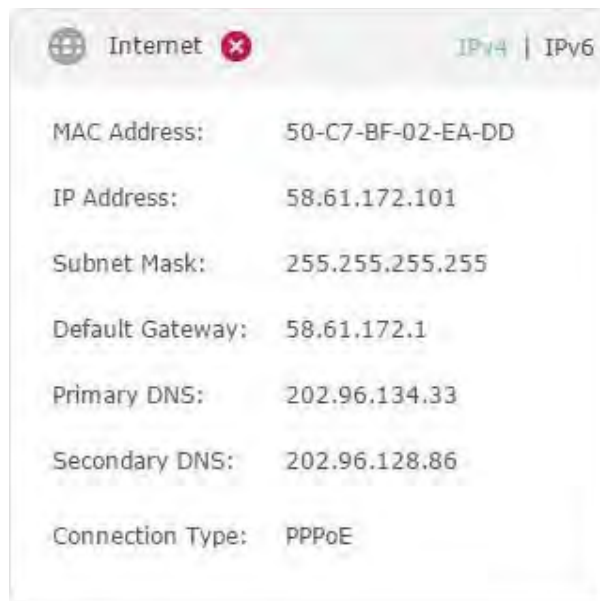 Internet IPv4 | IPv6
MAC Address: 50-C7-BF-02-EA-DD
IP Address: 58.61.172.101
Subnet Mask: 255.255.255.255
Default Gateway: 58.61.172.1
Primary DNS: 202.96.134.33
Secondary DNS: 202.96.128.86
Connection Type: PPPoE